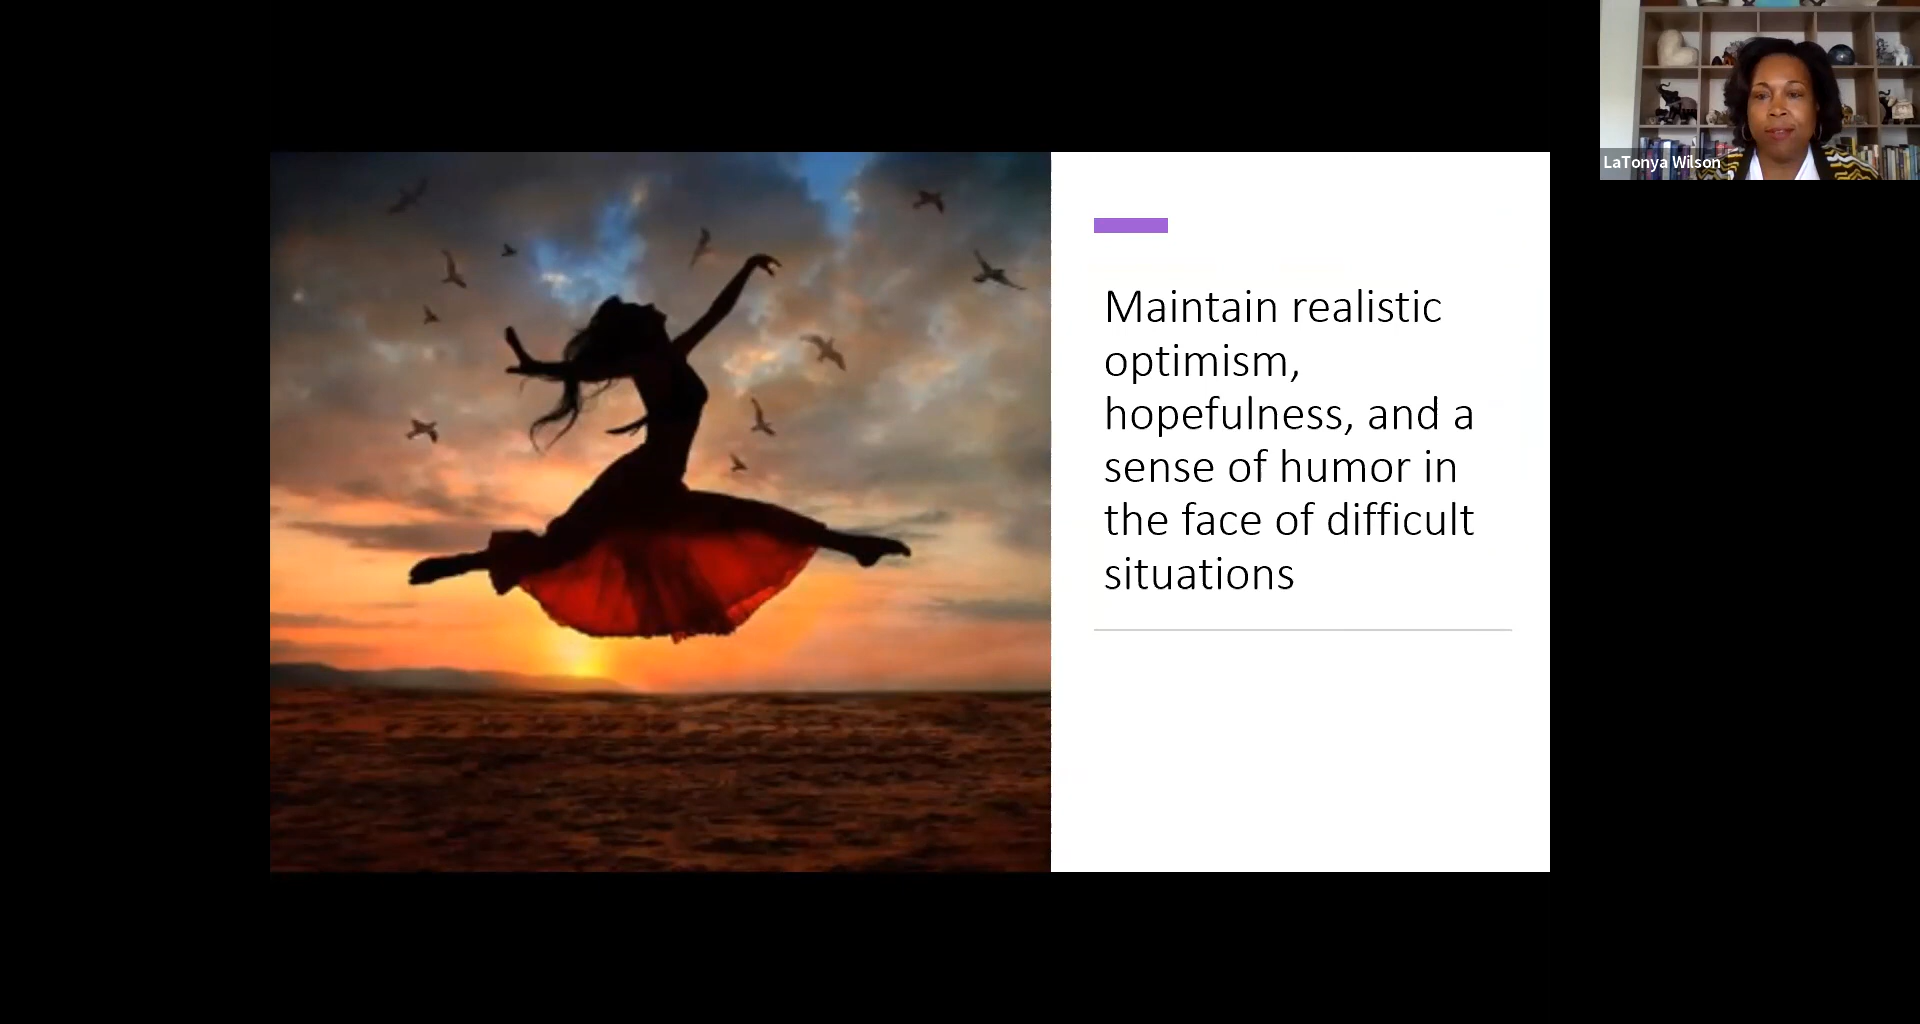 LaTonya Wilson
Maintain realistic
optimism,
hopefulness, and a
sense of humor in
the face of difficult
situations